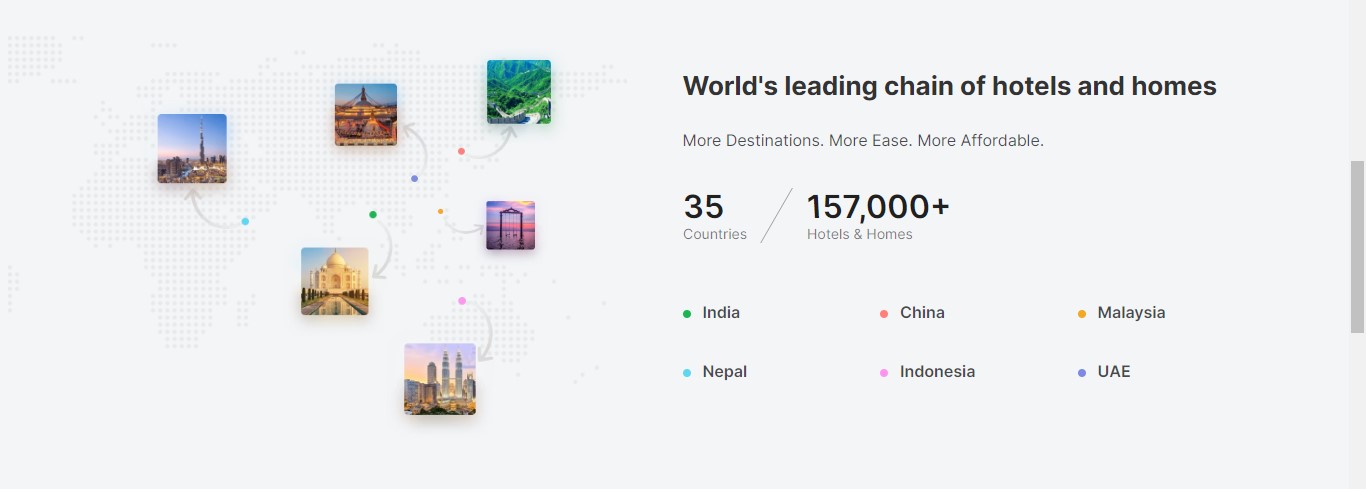 World's leading chain of hotels and homes
More Destinations. More Ease. More Affordable.
35 157,000+
Countries Hotels & Homes
India China Malaysia
Nepal Indonesia UAE